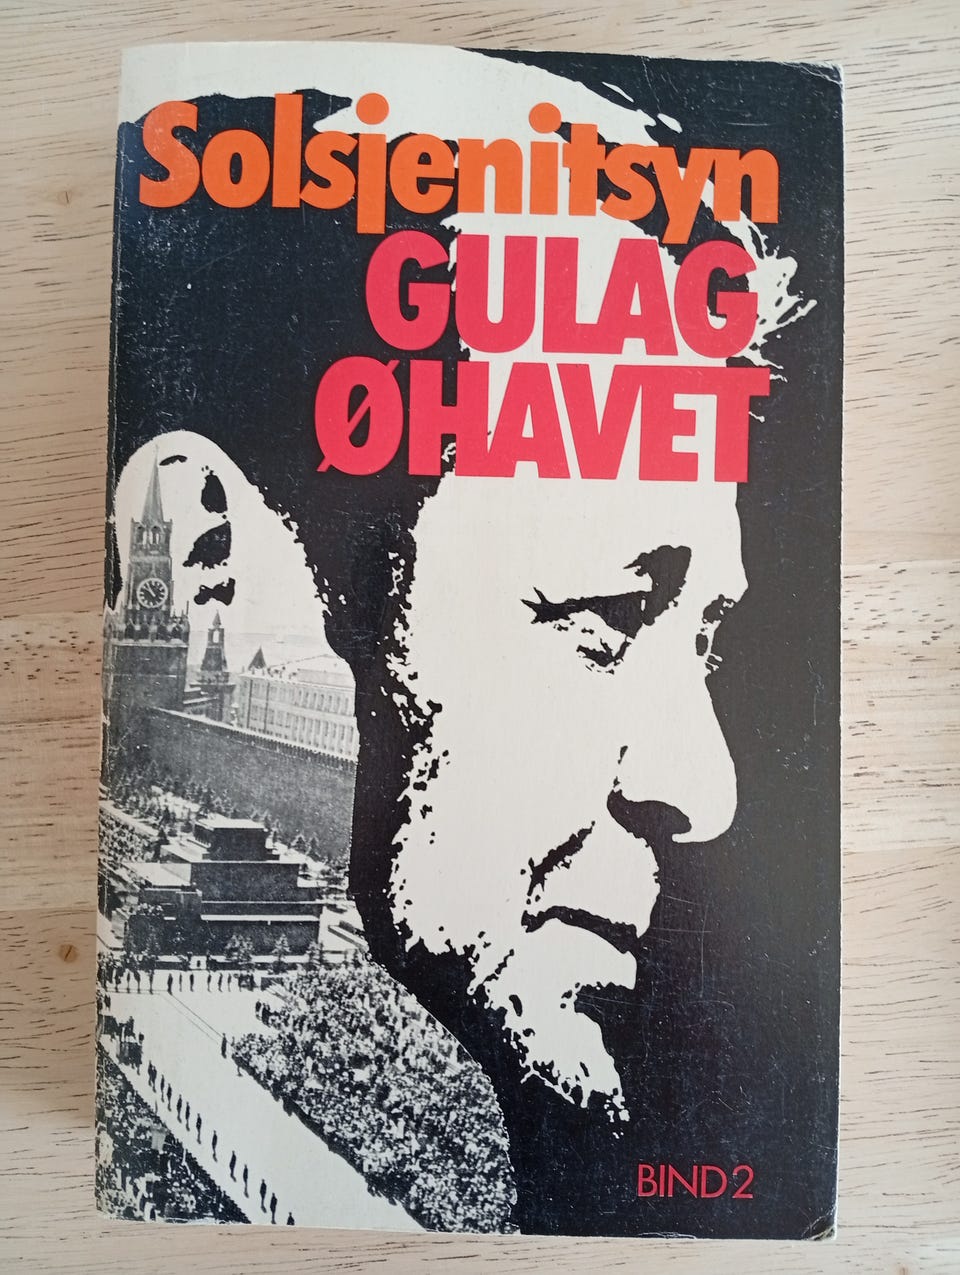 Solsjenitsyn
GULAG
ØHAVET
BIND 2